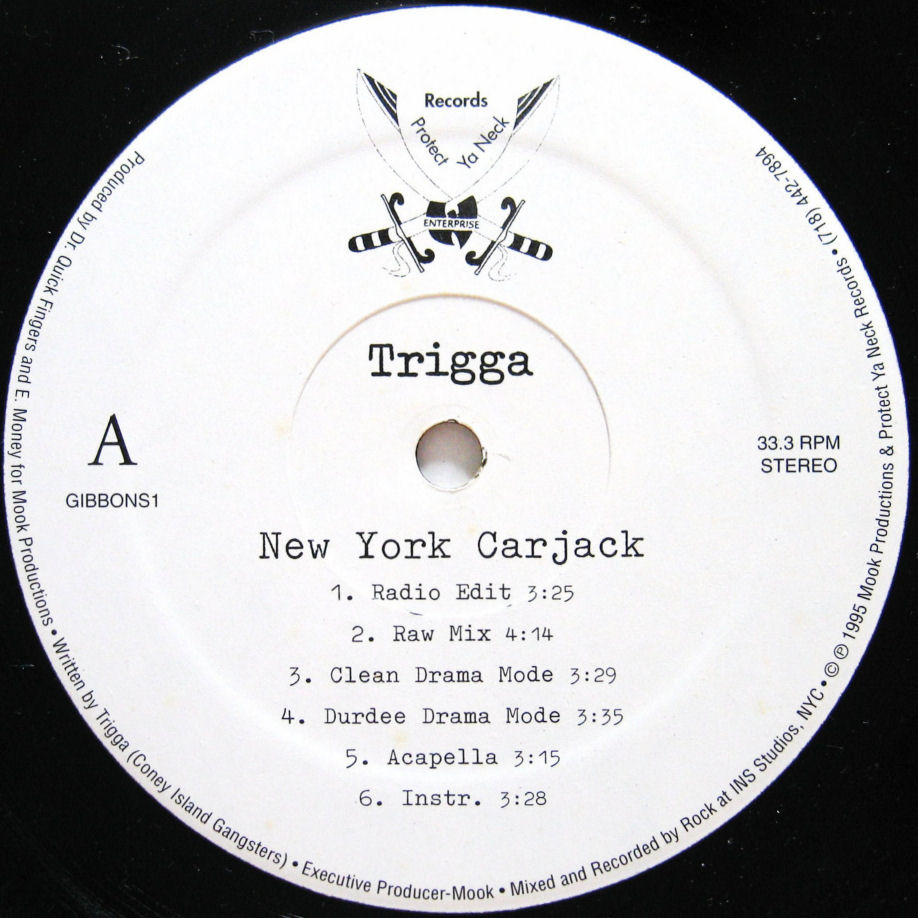 Records
Protect Ya Neck
ENTERPRISE
Trigga
A
GIBBONS1
33.3 RPM
STEREO
New York Carjack
1. Radio Edit 3:25
2. Raw Mix 4:14
3. Clean Drama Mode 3:29
4. Durdee Drama Mode 3:35
5. Acapella 3:15
6. Instr. 3:28
Produced by Dr. Quick Fingers and E. Money for Mook Productions • Written by Trigga (Coney Island Gangsters) • Executive Producer-Mook • Mixed and Recorded by Rock at INS Studios, NYC • © ℗ 1995 Mook Productions & Protect Ya Neck Records • (718) 442-7894